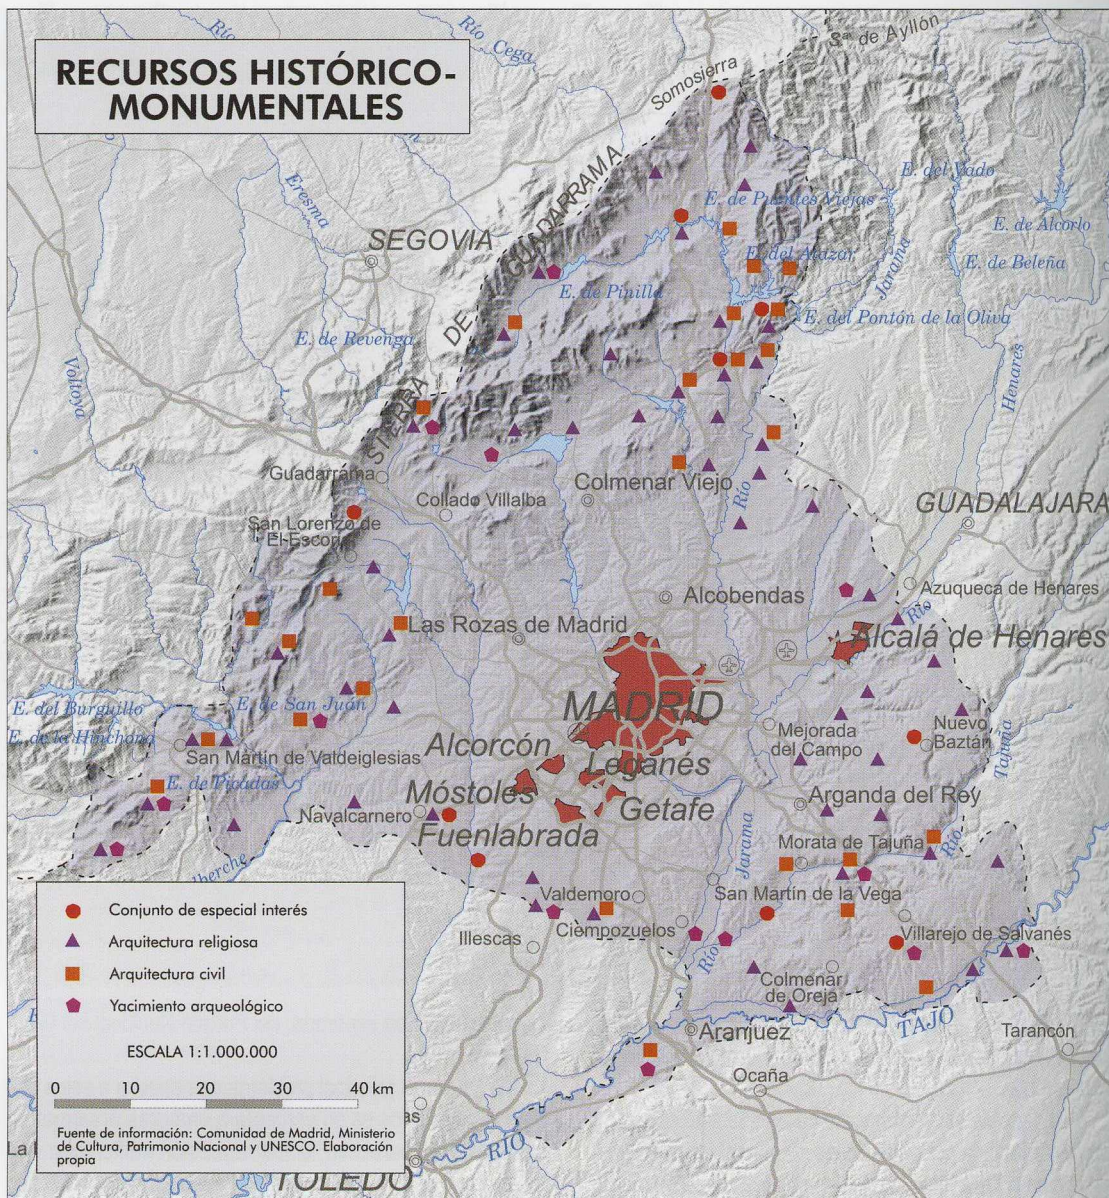 RECURSOS HISTÓRICO-
MONUMENTALES
Río
Río Cega
Sª de Ayllón
Somosierra
Eresma
SEGOVIA
SIERRA DE GUADARRAMA
E. de Puentes Viejas
E. del Vado
E. de Alcorlo
E. de Beleña
Jarama
E. del Atazar
E. de Pinilla
E. del Pontón de la Oliva
E. de Revenga
Voltoya
Henares
Guadarrama
Collado Villalba
Colmenar Viejo
Río
GUADALAJARA
San Lorenzo de
El Escorial
Azuqueca de Henares
Alcobendas
Río
Las Rozas de Madrid
Alcalá de Henares
MADRID
E. del Burguillo
E. de San Juan
E. de la Hinchona
San Martín de Valdeiglesias
Alcorcón
Mejorada
del Campo
Nuevo
Baztán
Tajuña
Leganés
E. de Picadas
Móstoles
Getafe
Arganda del Rey
Navalcarnero
Fuenlabrada
Jarama
Morata de Tajuña
Río
Alberche
Valdemoro
San Martín de la Vega
Ciempozuelos
Illescas
Villarejo de Salvanés
Río
Colmenar
de Oreja
TAJO
Aranjuez
Tarancón
Ocaña
RÍO
TOLEDO
Conjunto de especial interés
Arquitectura religiosa
Arquitectura civil
Yacimiento arqueológico
ESCALA 1:1.000.000
0 10 20 30 40 km
Fuente de información: Comunidad de Madrid, Ministerio
de Cultura, Patrimonio Nacional y UNESCO. Elaboración
propia